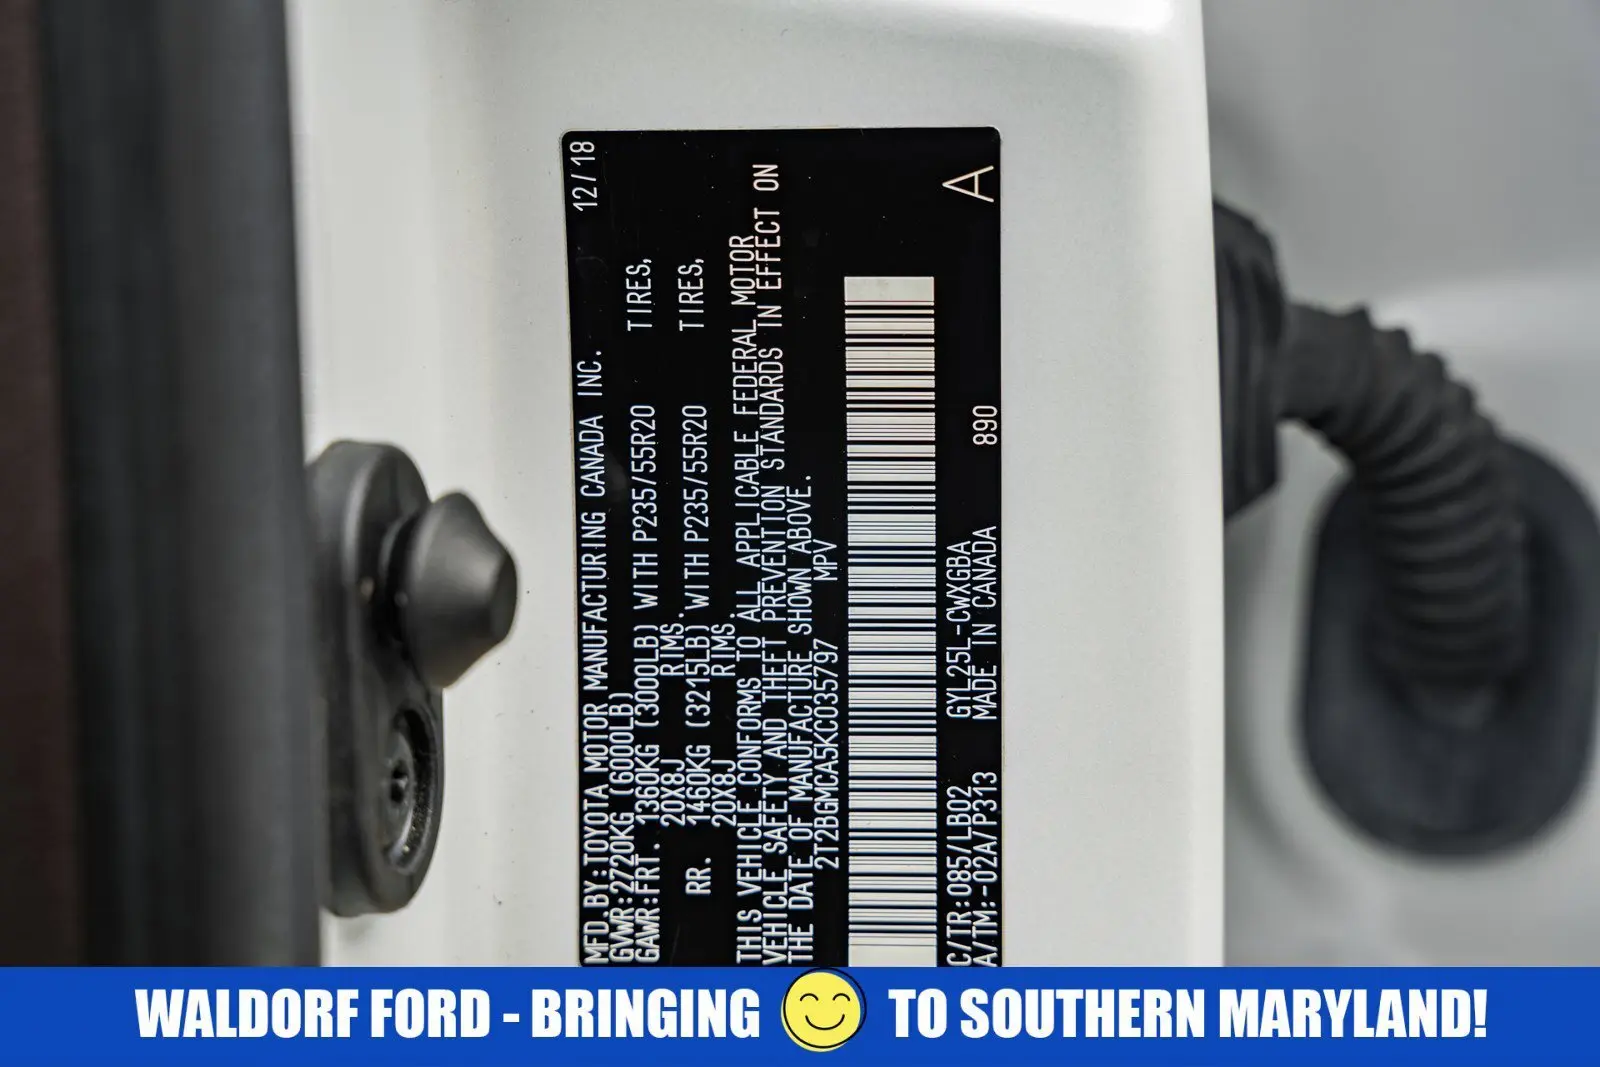 MFD.BY:TOYOTA MOTOR MANUFACTURING CANADA INC. 12/18
GVWR:2720KG (6000LB)
GAWR:FRT. 1360KG (3000LB) WITH P235/55R20 TIRES,
20X8J RIMS.
RR. 1460KG (3215LB) WITH P235/55R20 TIRES,
20X8J RIMS.
THIS VEHICLE CONFORMS TO ALL APPLICABLE FEDERAL MOTOR
VEHICLE SAFETY AND THEFT PREVENTION STANDARDS IN EFFECT ON
THE DATE OF MANUFACTURE SHOWN ABOVE.
2T2BGMCA5KC035797 MPV
C/TR:085/LB02 GYL25L-CWXGBA
A/TM:-02A/P313 MADE IN CANADA 890 A
WALDORF FORD - BRINGING TO SOUTHERN MARYLAND!